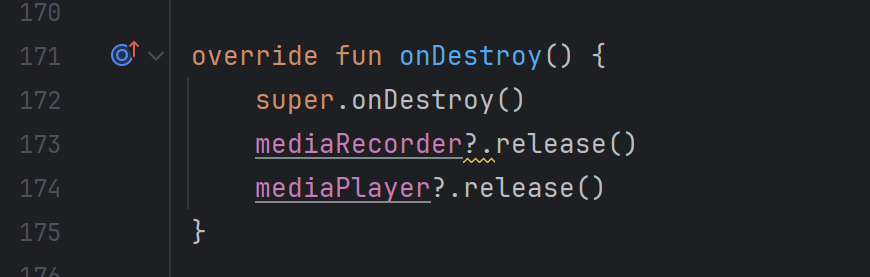 170
171 override fun onDestroy() {
172 super.onDestroy()
173 mediaRecorder?.release()
174 mediaPlayer?.release()
175 }
176